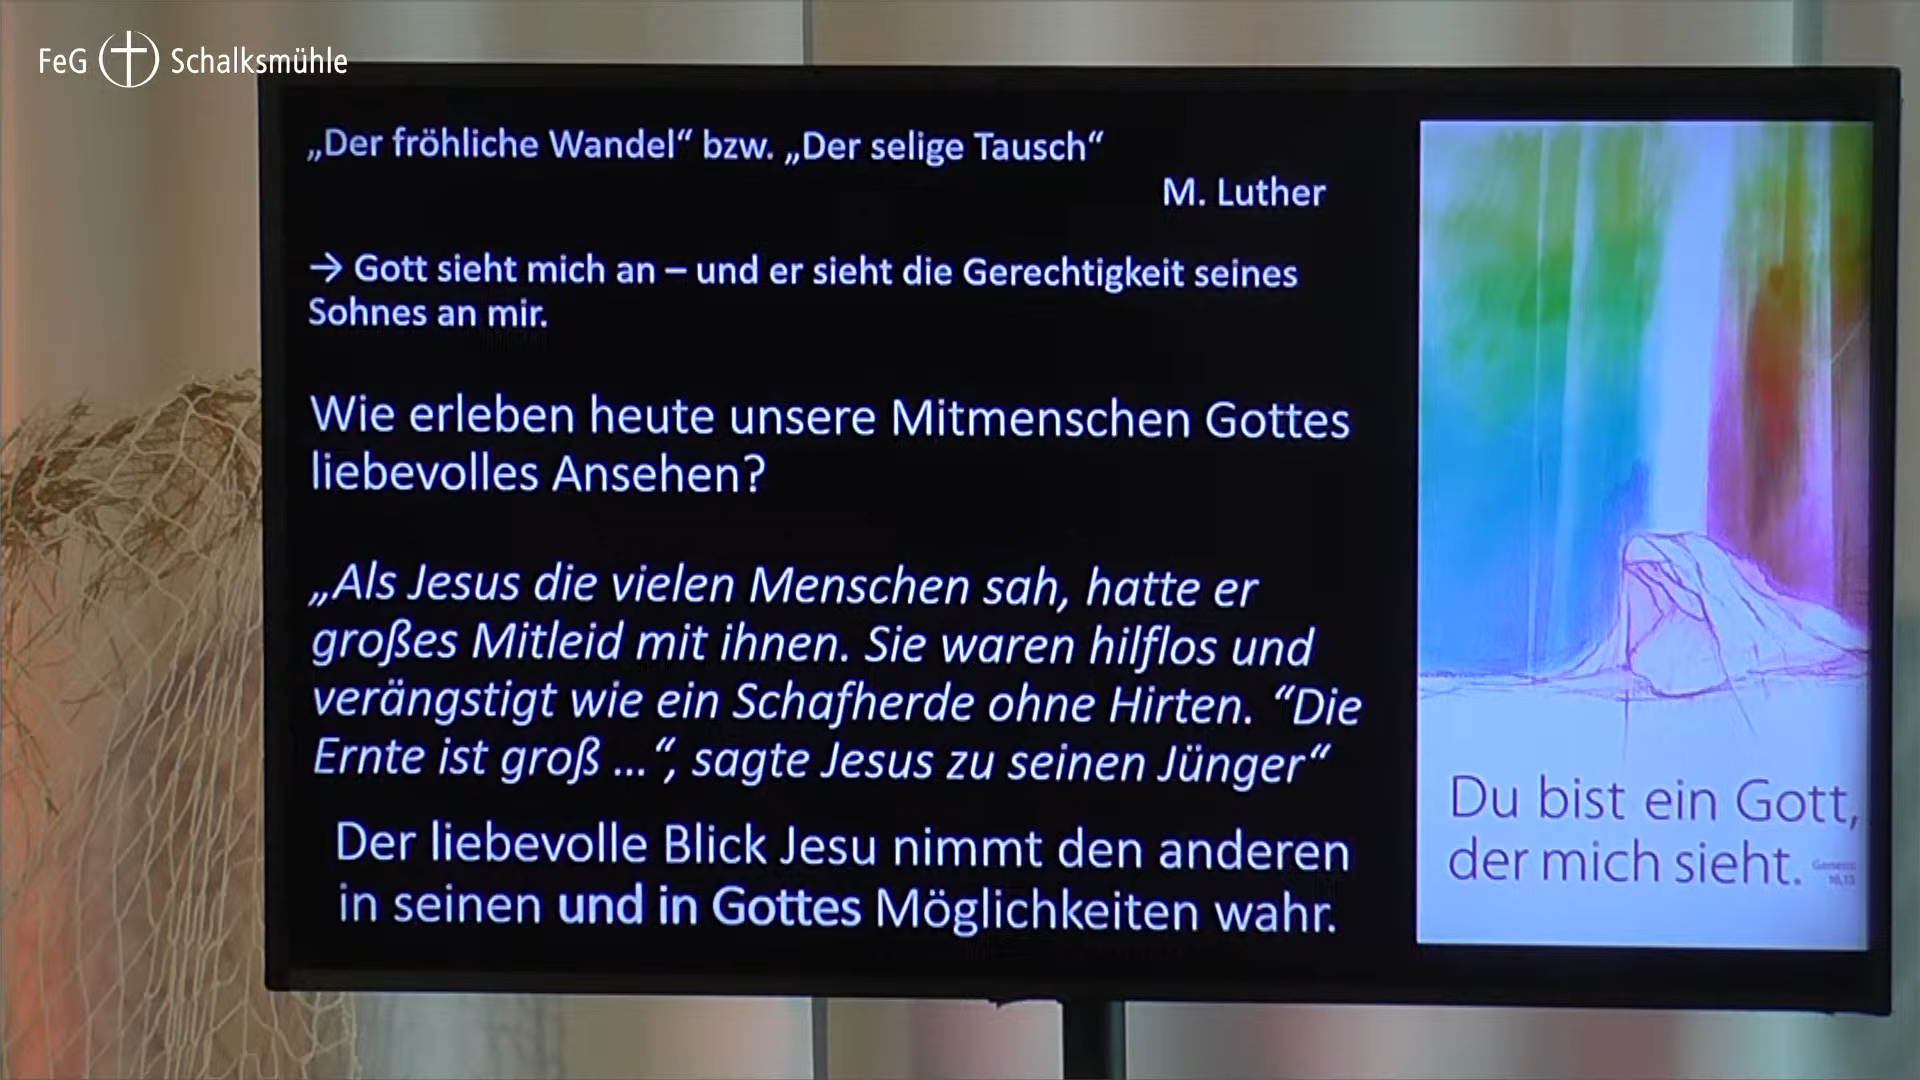 FeG Schalksmühle
„Der fröhliche Wandel“ bzw. „Der selige Tausch“
M. Luther
→ Gott sieht mich an – und er sieht die Gerechtigkeit seines
Sohnes an mir.
Wie erleben heute unsere Mitmenschen Gottes
liebevolles Ansehen?
„Als Jesus die vielen Menschen sah, hatte er
großes Mitleid mit ihnen. Sie waren hilflos und
verängstigt wie ein Schafherde ohne Hirten. “Die
Ernte ist groß ...“, sagte Jesus zu seinen Jünger“
Der liebevolle Blick Jesu nimmt den anderen
in seinen und in Gottes Möglichkeiten wahr.
Du bist ein Gott,
der mich sieht.
Genesis
16,13